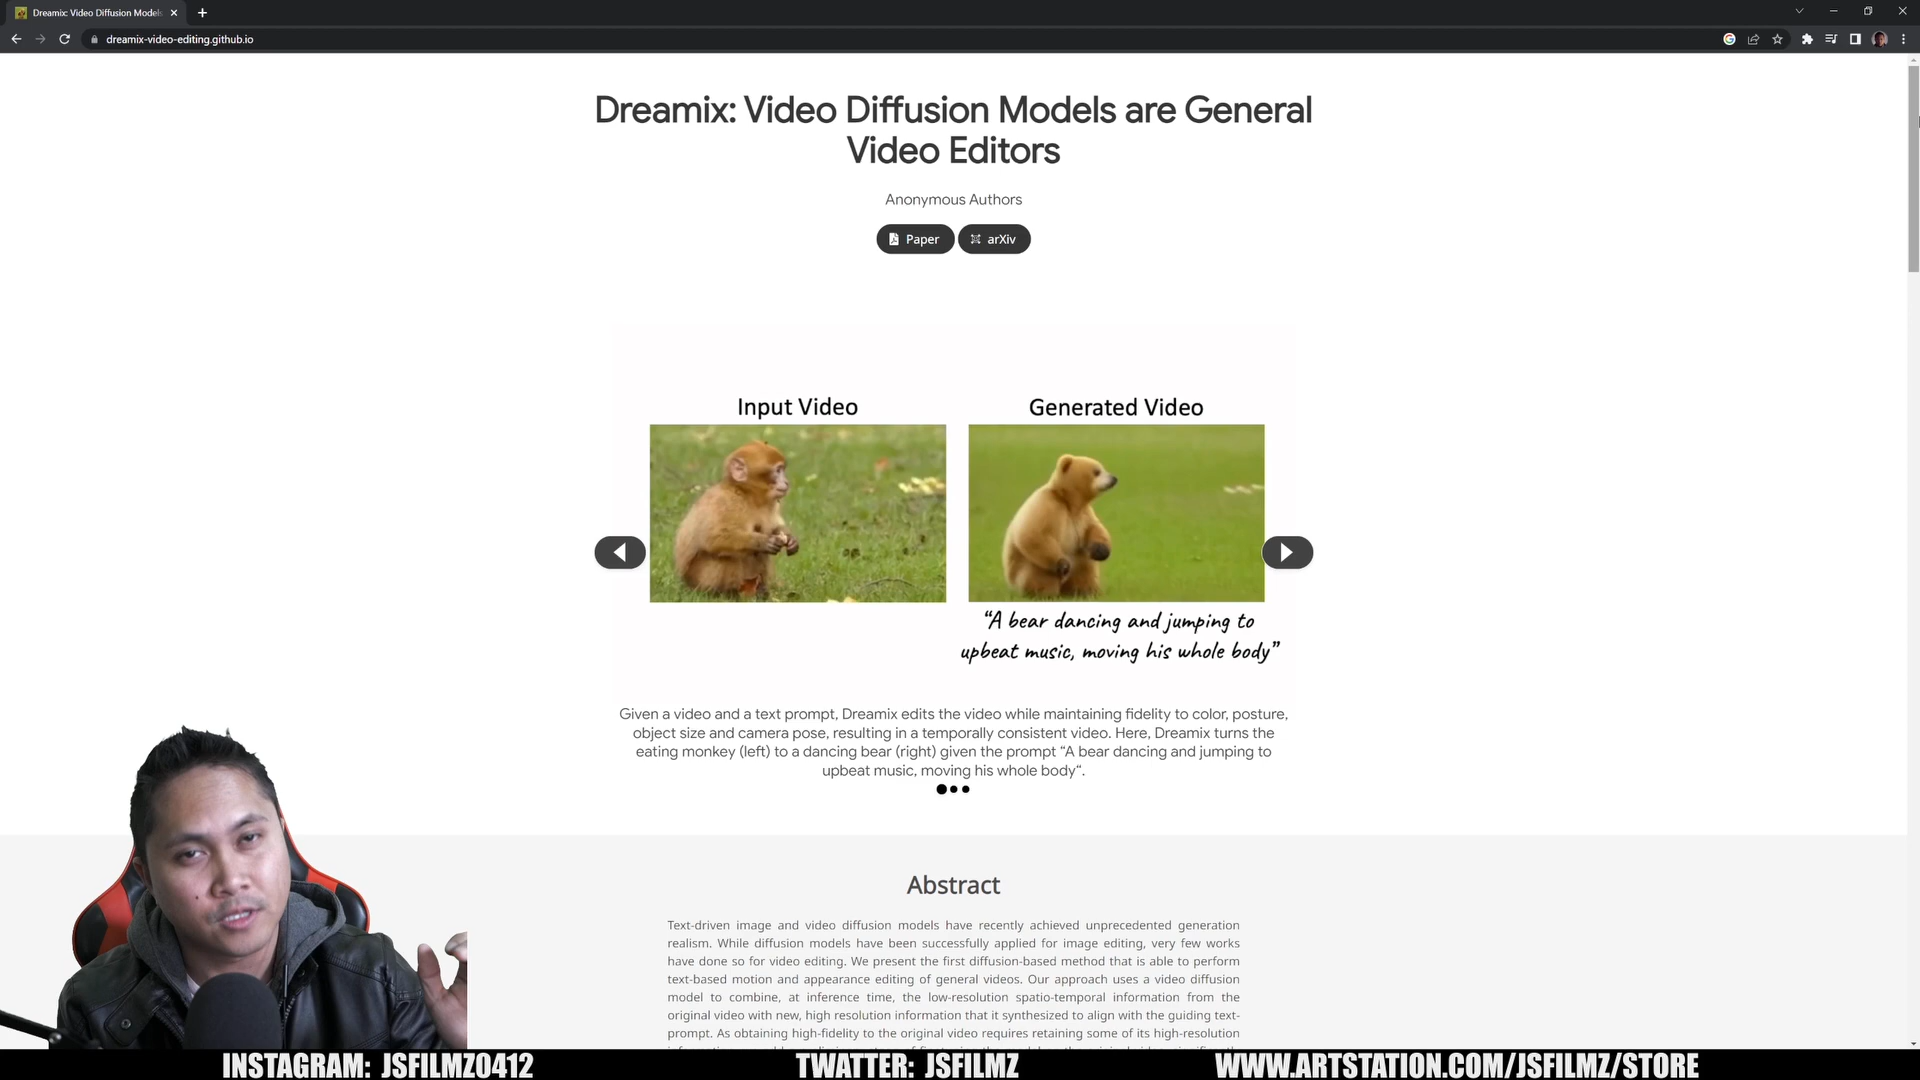 Dreamix: Video Diffusion Models
dreamix-video-editing.github.io
Dreamix: Video Diffusion Models are General
Video Editors
Anonymous Authors
Paper
arXiv
Input Video
Generated Video
“A bear dancing and jumping to
upbeat music, moving his whole body”
Given a video and a text prompt, Dreamix edits the video while maintaining fidelity to color, posture,
object size and camera pose, resulting in a temporally consistent video. Here, Dreamix turns the
eating monkey (left) to a dancing bear (right) given the prompt “A bear dancing and jumping to
upbeat music, moving his whole body“.
Abstract
Text-driven image and video diffusion models have recently achieved unprecedented generation
realism. While diffusion models have been successfully applied for image editing, very few works
have done so for video editing. We present the first diffusion-based method that is able to perform
text-based motion and appearance editing of general videos. Our approach uses a video diffusion
model to combine, at inference time, the low-resolution spatio-temporal information from the
original video with new, high resolution information that it synthesized to align with the guiding text-
prompt. As obtaining high-fidelity to the original video requires retaining some of its high-resolution
INSTAGRAM: JSFILMZ0412
TWATTER: JSFILMZ
WWW.ARTSTATION.COM/JSFILMZ/STORE